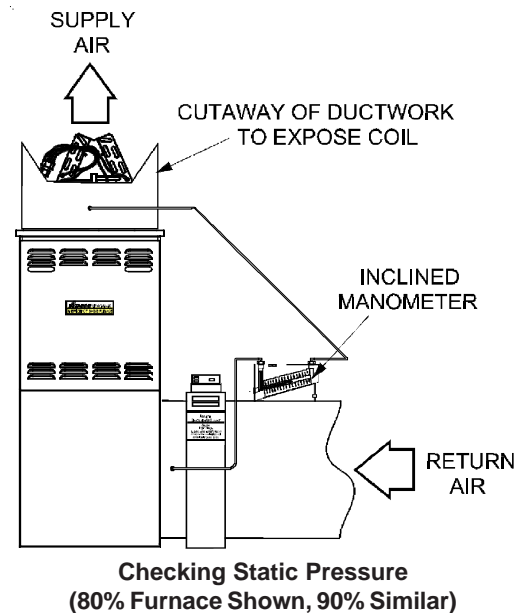 SUPPLY
AIR
CUTAWAY OF DUCTWORK
TO EXPOSE COIL
INCLINED
MANOMETER
RETURN
AIR
Checking Static Pressure
(80% Furnace Shown, 90% Similar)